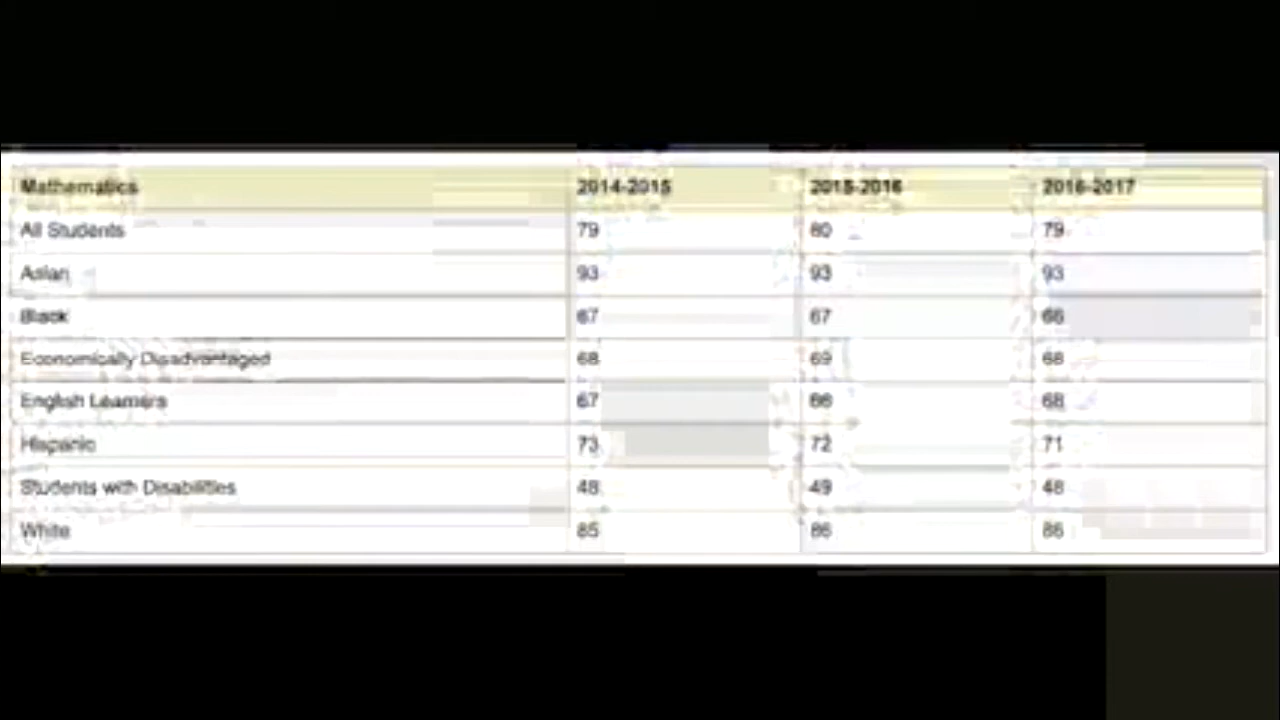 Mathematics 2014-2015 2015-2016 2016-2017
All Students 79 80 79
Asian 93 93 93
Black 67 67 66
Economically Disadvantaged 68 69 68
English Learners 67 66 68
Hispanic 73 72 71
Students with Disabilities 48 49 48
White 85 86 86